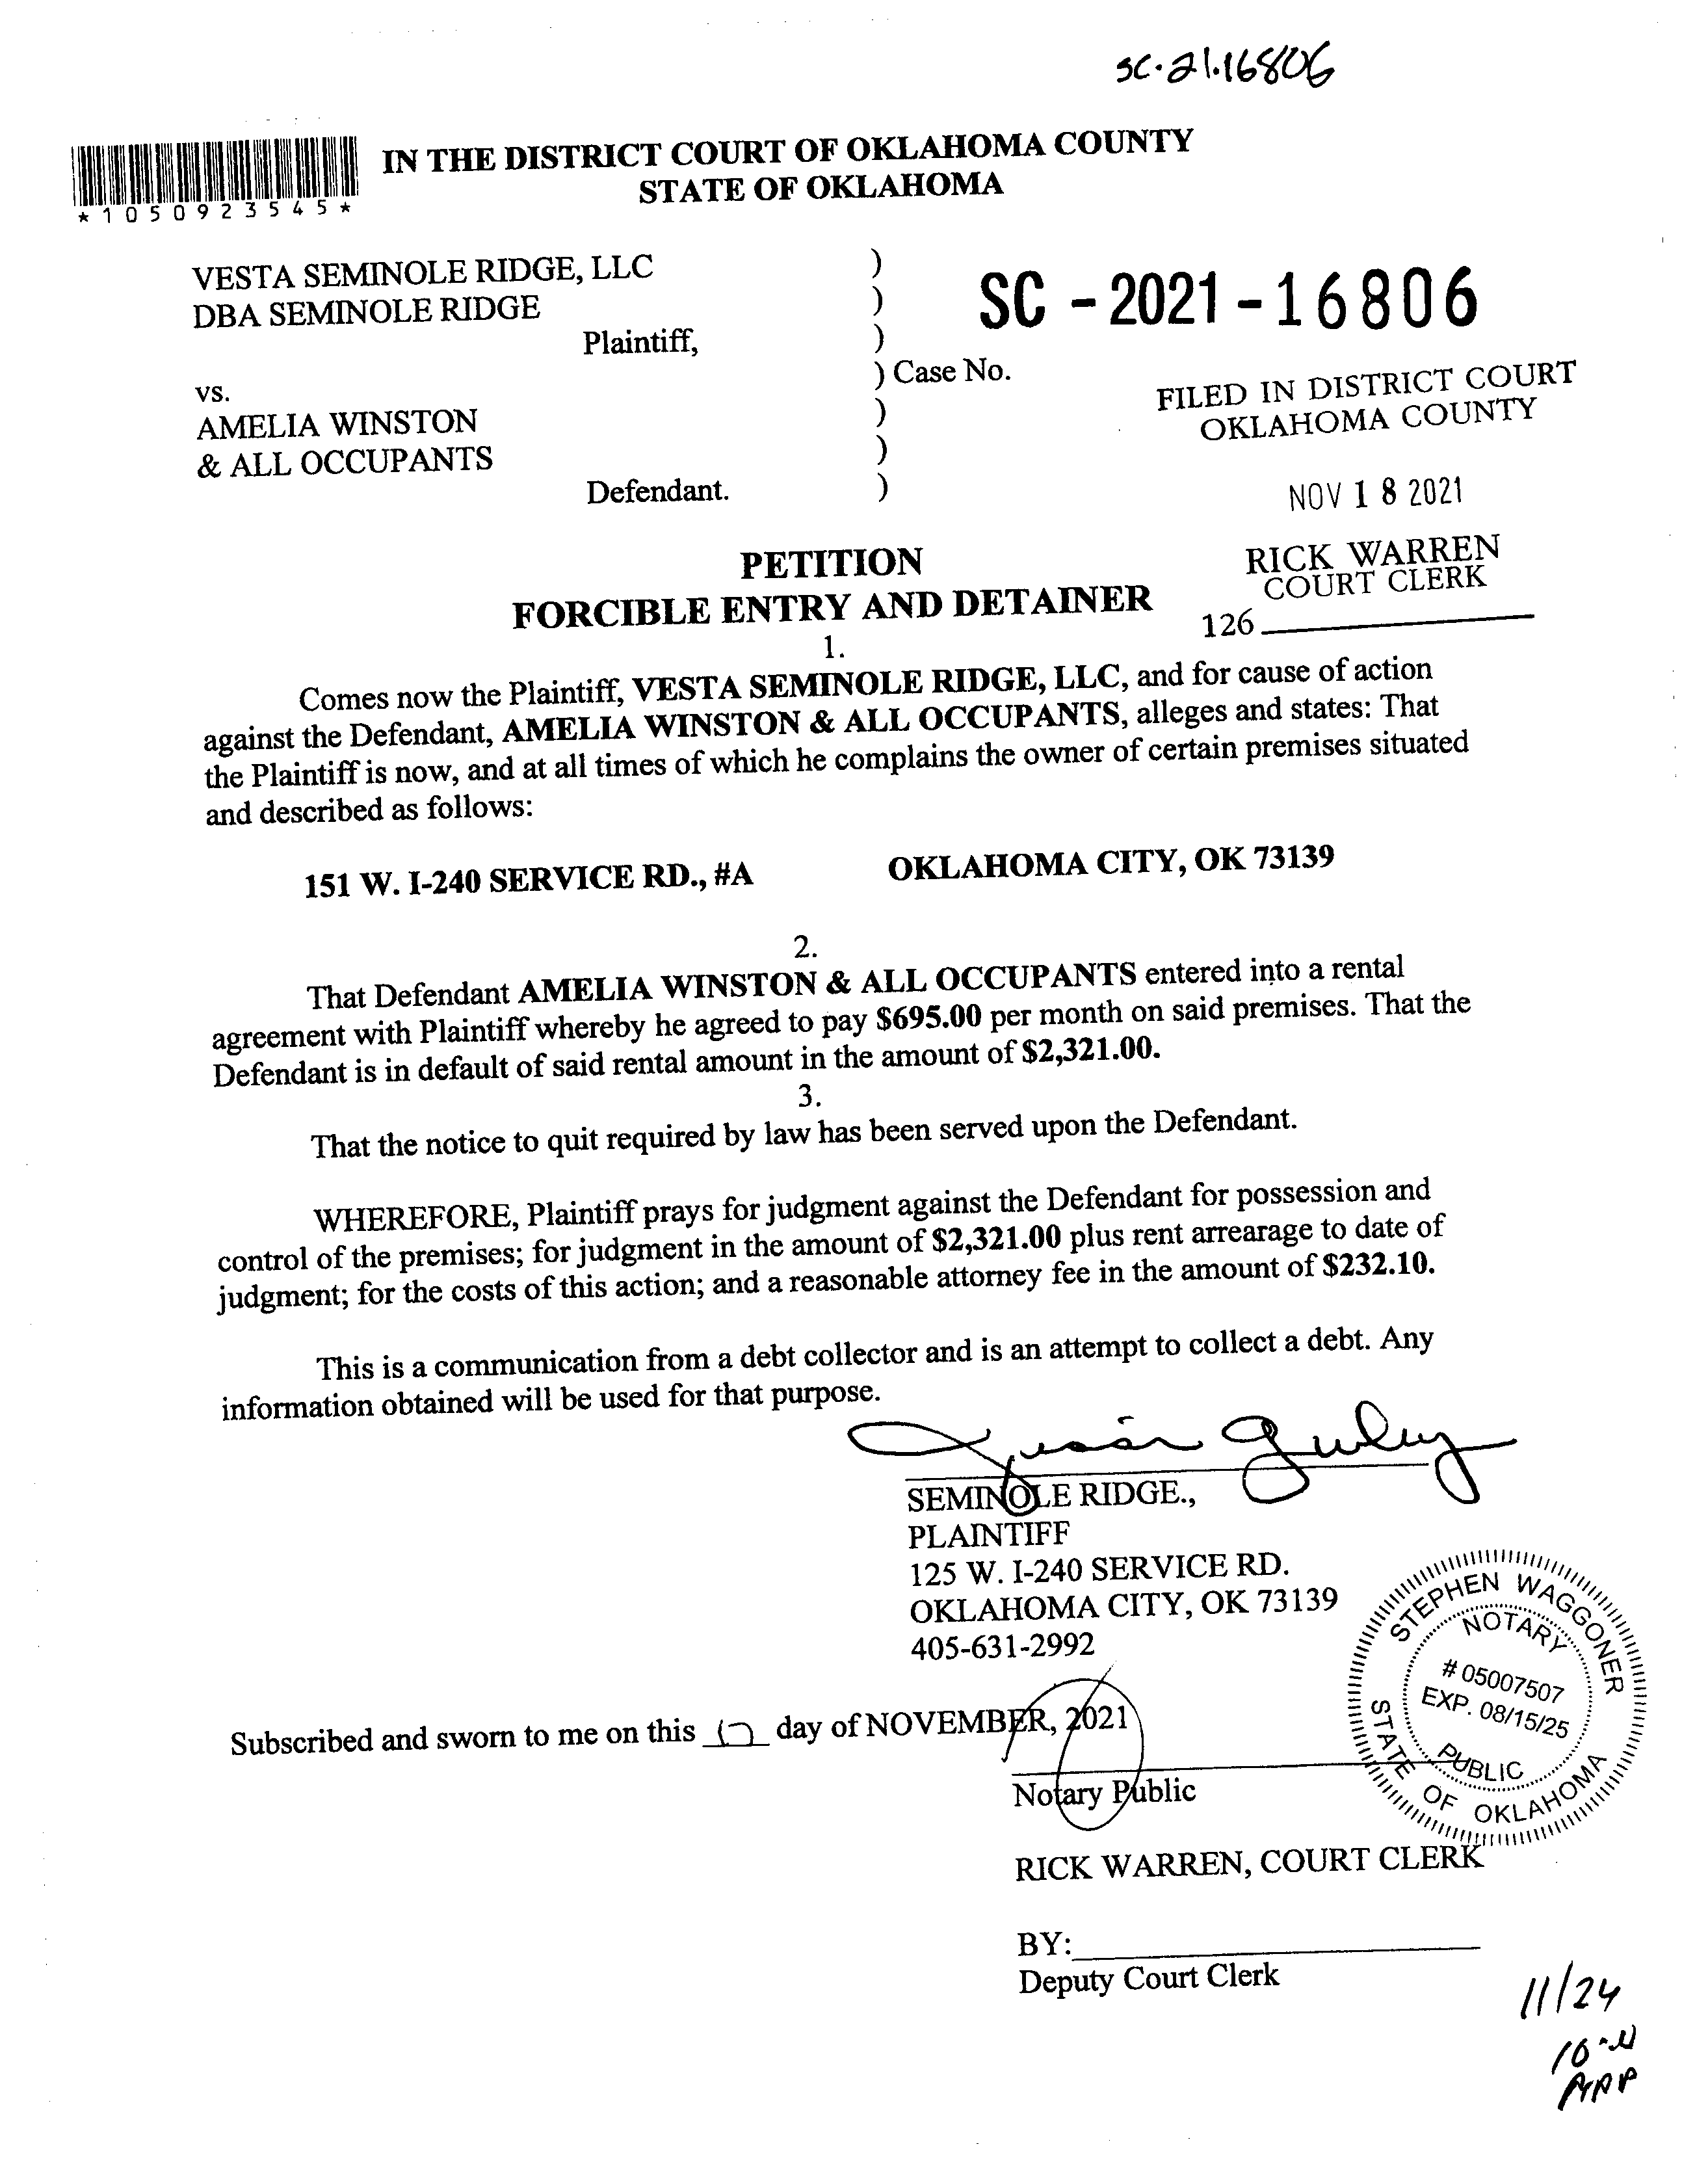 SC-21-16806
IN THE DISTRICT COURT OF OKLAHOMA COUNTY
STATE OF OKLAHOMA
*1050923545*
VESTA SEMINOLE RIDGE, LLC )
DBA SEMINOLE RIDGE )
Plaintiff, )
SC - 2021 - 16806
) Case No.
vs.
AMELIA WINSTON )
& ALL OCCUPANTS )
Defendant. )
FILED IN DISTRICT COURT
OKLAHOMA COUNTY
NOV 18 2021
RICK WARREN
COURT CLERK
126
PETITION
FORCIBLE ENTRY AND DETAINER
1.
Comes now the Plaintiff, VESTA SEMINOLE RIDGE, LLC, and for cause of action
against the Defendant, AMELIA WINSTON & ALL OCCUPANTS, alleges and states: That
the Plaintiff is now, and at all times of which he complains the owner of certain premises situated
and described as follows:
151 W. I-240 SERVICE RD., #A OKLAHOMA CITY, OK 73139
2.
That Defendant AMELIA WINSTON & ALL OCCUPANTS entered into a rental
agreement with Plaintiff whereby he agreed to pay $695.00 per month on said premises. That the
Defendant is in default of said rental amount in the amount of $2,321.00.
3.
That the notice to quit required by law has been served upon the Defendant.
WHEREFORE, Plaintiff prays for judgment against the Defendant for possession and
control of the premises; for judgment in the amount of $2,321.00 plus rent arrearage to date of
judgment; for the costs of this action; and a reasonable attorney fee in the amount of $232.10.
This is a communication from a debt collector and is an attempt to collect a debt. Any
information obtained will be used for that purpose.
SEMINOLE RIDGE.,
PLAINTIFF
125 W. I-240 SERVICE RD.
OKLAHOMA CITY, OK 73139
405-631-2992
STEPHEN WAGGONER
NOTARY
# 05007507
EXP. 08/15/25
PUBLIC
STATE OF OKLAHOMA
Subscribed and sworn to me on this 17 day of NOVEMBER, 2021
Notary Public
RICK WARREN, COURT CLERK
BY:
Deputy Court Clerk
11/24